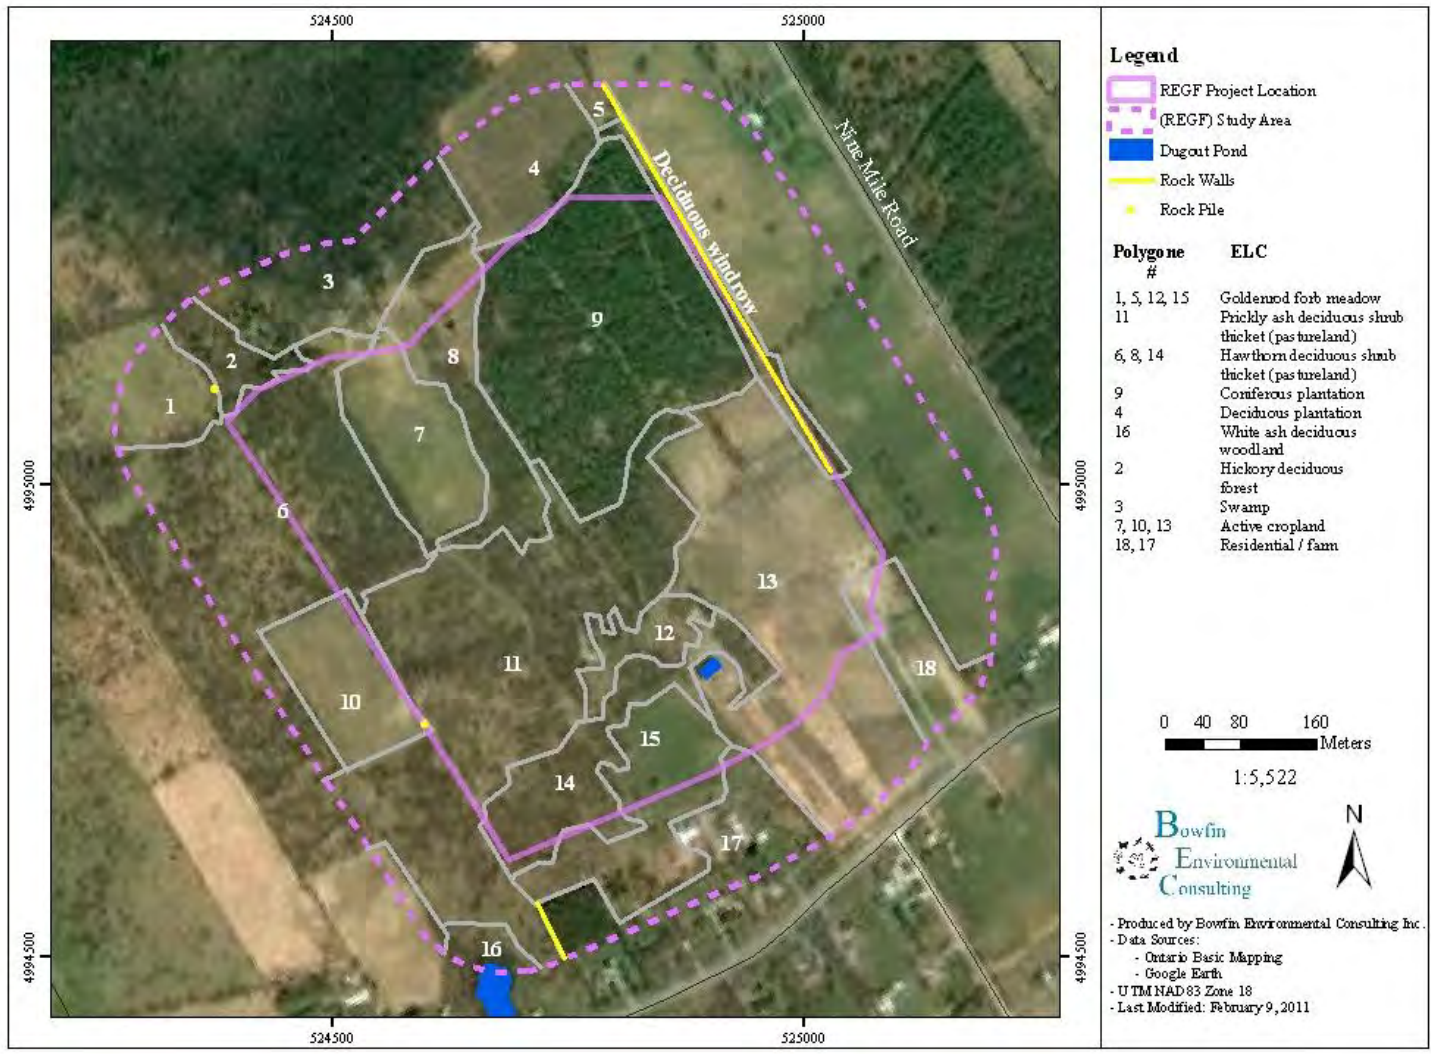 524500
525000
5
4
Deciduous windrow
Nine Mile Road
3
9
2
8
1
7
4995000
4995000
6
13
12
11
18
10
15
14
17
16
4994500
4994500
524500
525000
Legend
REGF Project Location
(REGF) Study Area
Dugout Pond
Rock Walls
Rock Pile
Polygone # ELC
1, 5, 12, 15 Goldenrod forb meadow
11 Prickly ash deciduous shrub
thicket (pastureland)
6, 8, 14 Hawthorn deciduous shrub
thicket (pastureland)
9 Coniferous plantation
4 Deciduous plantation
16 White ash deciduous
woodland
2 Hickory deciduous
forest
3 Swamp
7, 10, 13 Active cropland
18, 17 Residential / farm
0 40 80 160
Meters
1:5,522
N
Bowfin
Environmental
Consulting
- Produced by Bowfin Environmental Consulting Inc.
- Data Sources:
- Ontario Basic Mapping
- Google Earth
- UTM NAD83 Zone 18
- Last Modified: February 9, 2011